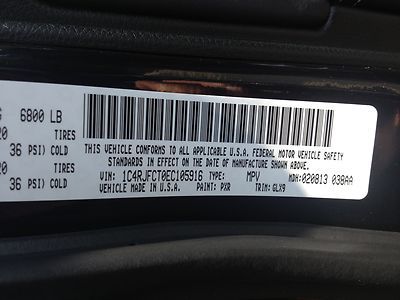 G 6800 LB
20 TIRES
36 PSI) COLD
20 TIRES
36 PSI) COLD
THIS VEHICLE CONFORMS TO ALL APPLICABLE U.S.A. FEDERAL MOTOR VEHICLE SAFETY
STANDARDS IN EFFECT ON THE DATE OF MANUFACTURE SHOWN ABOVE.
VIN: 1C4RJFCT0EC105916 TYPE: MPV MDH: 020813 038AA
VEHICLE MADE IN U.S.A. PAINT: PXR TRIM: GLX9